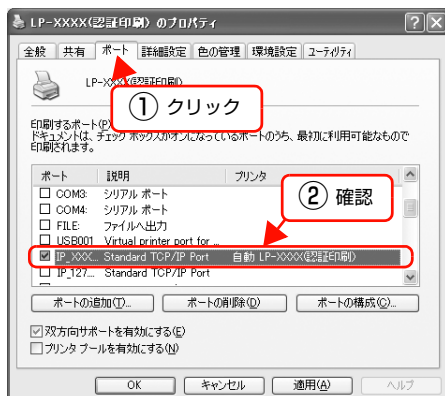 LP-XXXX(認証印刷) のプロパティ
全般 共有 ポート 詳細設定 色の管理 環境設定 ユーティリティ
LP-XXXX(認証印刷)
① クリック
印刷するポート(P)
ドキュメントは、チェック ボックスがオンになっているポートのうち、最初に利用可能なもので
印刷されます。
ポート 説明 プリンタ
COM3: シリアル ポート
② 確認
COM4: シリアル ポート
FILE: ファイルへ出力
USB001 Virtual printer port for ...
IP_XXX... Standard TCP/IP Port 自動 LP-XXXX(認証印刷)
IP_127... Standard TCP/IP Port
ポートの追加(T)... ポートの削除(D) ポートの構成(C)...
双方向サポートを有効にする(E)
プリンタ プールを有効にする(N)
OK キャンセル 適用(A) ヘルプ